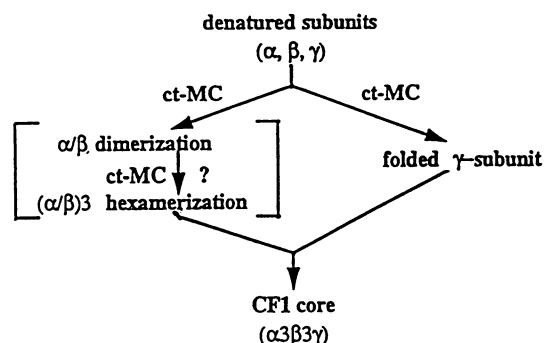 denatured subunits
(α, β, γ)
ct-MC ct-MC
α/β dimerization
folded γ-subunit
ct-MC ?
(α/β)3 hexamerization
CF1 core
(α3β3γ)